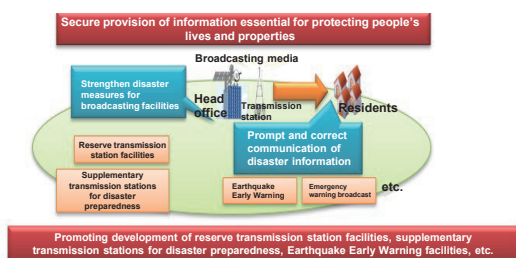 Secure provision of information essential for protecting people's
lives and properties
Broadcasting media
Strengthen disaster
measures for
broadcasting facilities
Head
office
Transmission
station
Residents
Prompt and correct
communication of
disaster information
Reserve transmission
station facilities
Supplementary
transmission stations
for disaster
preparedness
Earthquake
Early Warning
Emergency
warning broadcast
etc.
Promoting development of reserve transmission station facilities, supplementary
transmission stations for disaster preparedness, Earthquake Early Warning facilities, etc.